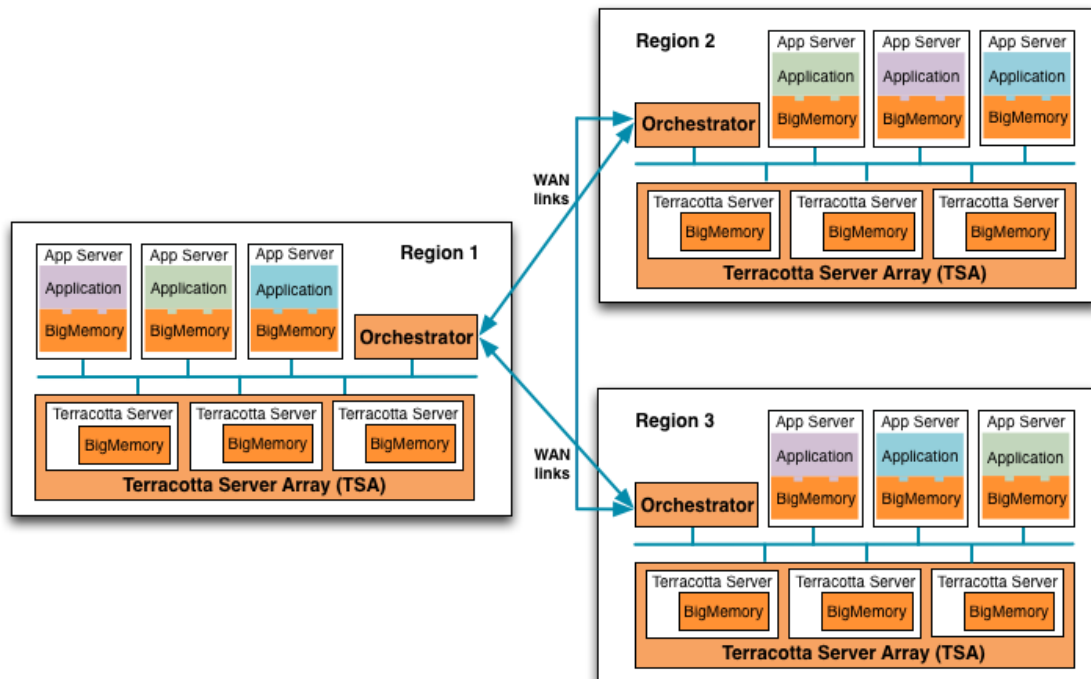 Region 2
App Server
App Server
App Server
Application
Application
Application
BigMemory
BigMemory
BigMemory
Orchestrator
WAN
links
Terracotta Server
Terracotta Server
Terracotta Server
BigMemory
BigMemory
BigMemory
Terracotta Server Array (TSA)
Region 1
App Server
App Server
App Server
Application
Application
Application
BigMemory
BigMemory
BigMemory
Orchestrator
Terracotta Server
Terracotta Server
Terracotta Server
BigMemory
BigMemory
BigMemory
Terracotta Server Array (TSA)
WAN
links
Region 3
App Server
App Server
App Server
Application
Application
Application
BigMemory
BigMemory
BigMemory
Orchestrator
Terracotta Server
Terracotta Server
Terracotta Server
BigMemory
BigMemory
BigMemory
Terracotta Server Array (TSA)